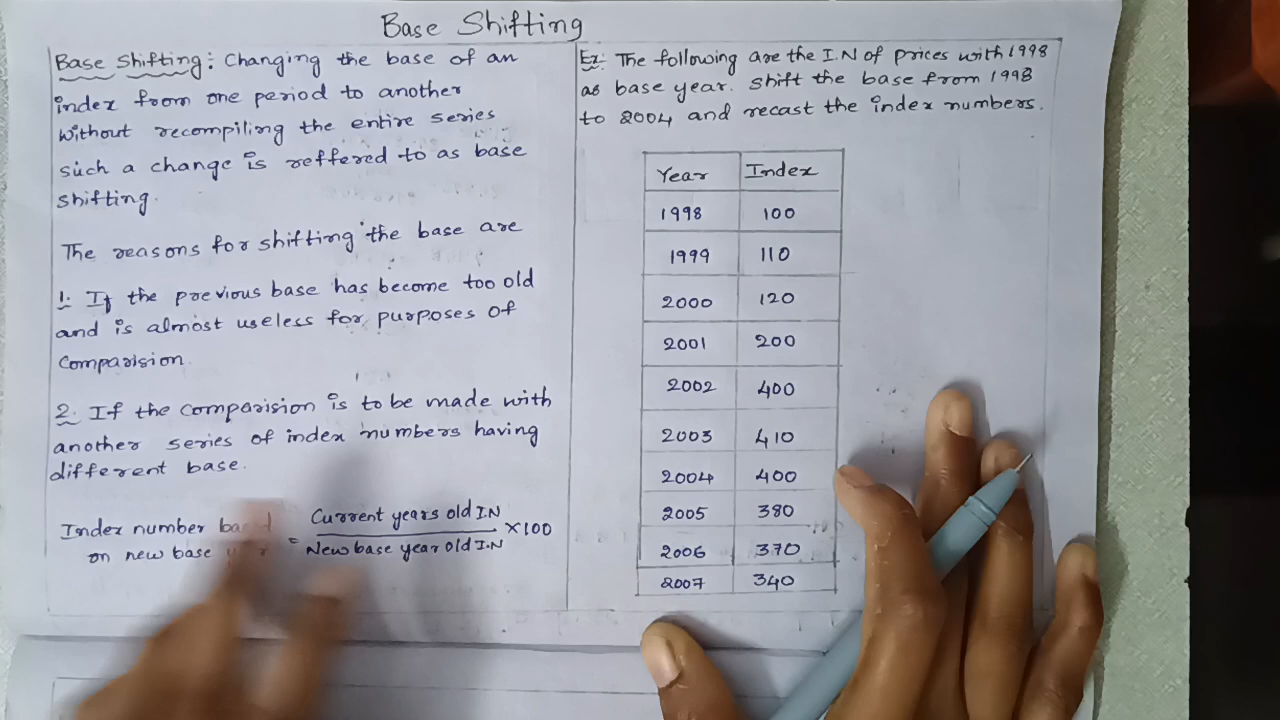 Base Shifting
Base Shifting: Changing the base of an
index from one period to another
without recompiling the entire series
such a change is reffered to as base
shifting.
The reasons for shifting the base are
1. If the previous base has become too old
and is almost useless for purposes of
Comparision.
2. If the comparision is to be made with
another series of index numbers having
different base.
Index number
on new base
= Current years old IN
New base year old I.N
×100
Ex: The following are the I.N of prices with 1998
as base year. Shift the base from 1998
to 2004 and recast the index numbers.
Year Index
1998 100
1999 110
2000 120
2001 200
2002 400
2003 410
2004 400
2005 380
2006 370
2007 340